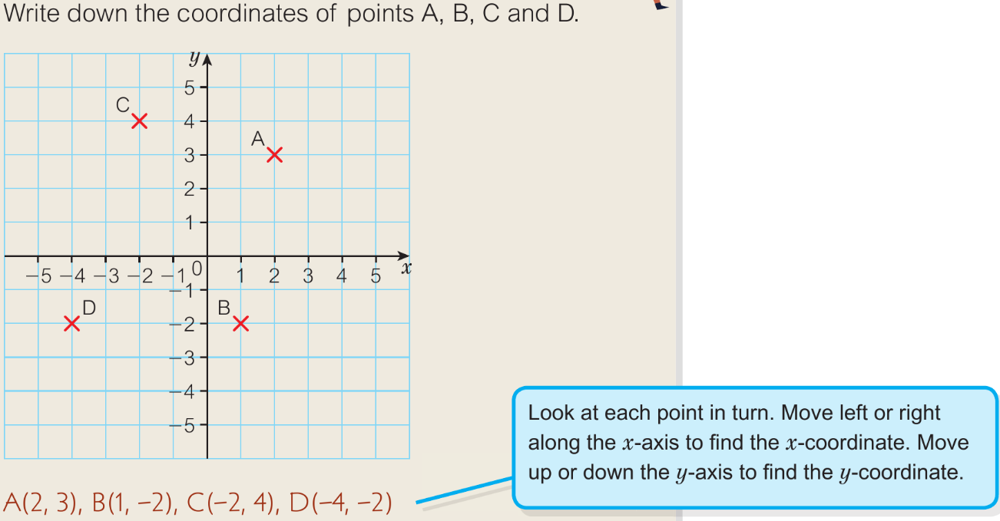 Write down the coordinates of points A, B, C and D.
y
5
C
4
A
3
2
1
−5 −4 −3 −2 −1 0 1 2 3 4 5 x
−1
D B
−2
−3
−4
−5
Look at each point in turn. Move left or right
along the x-axis to find the x-coordinate. Move
up or down the y-axis to find the y-coordinate.
A(2, 3), B(1, −2), C(−2, 4), D(−4, −2)